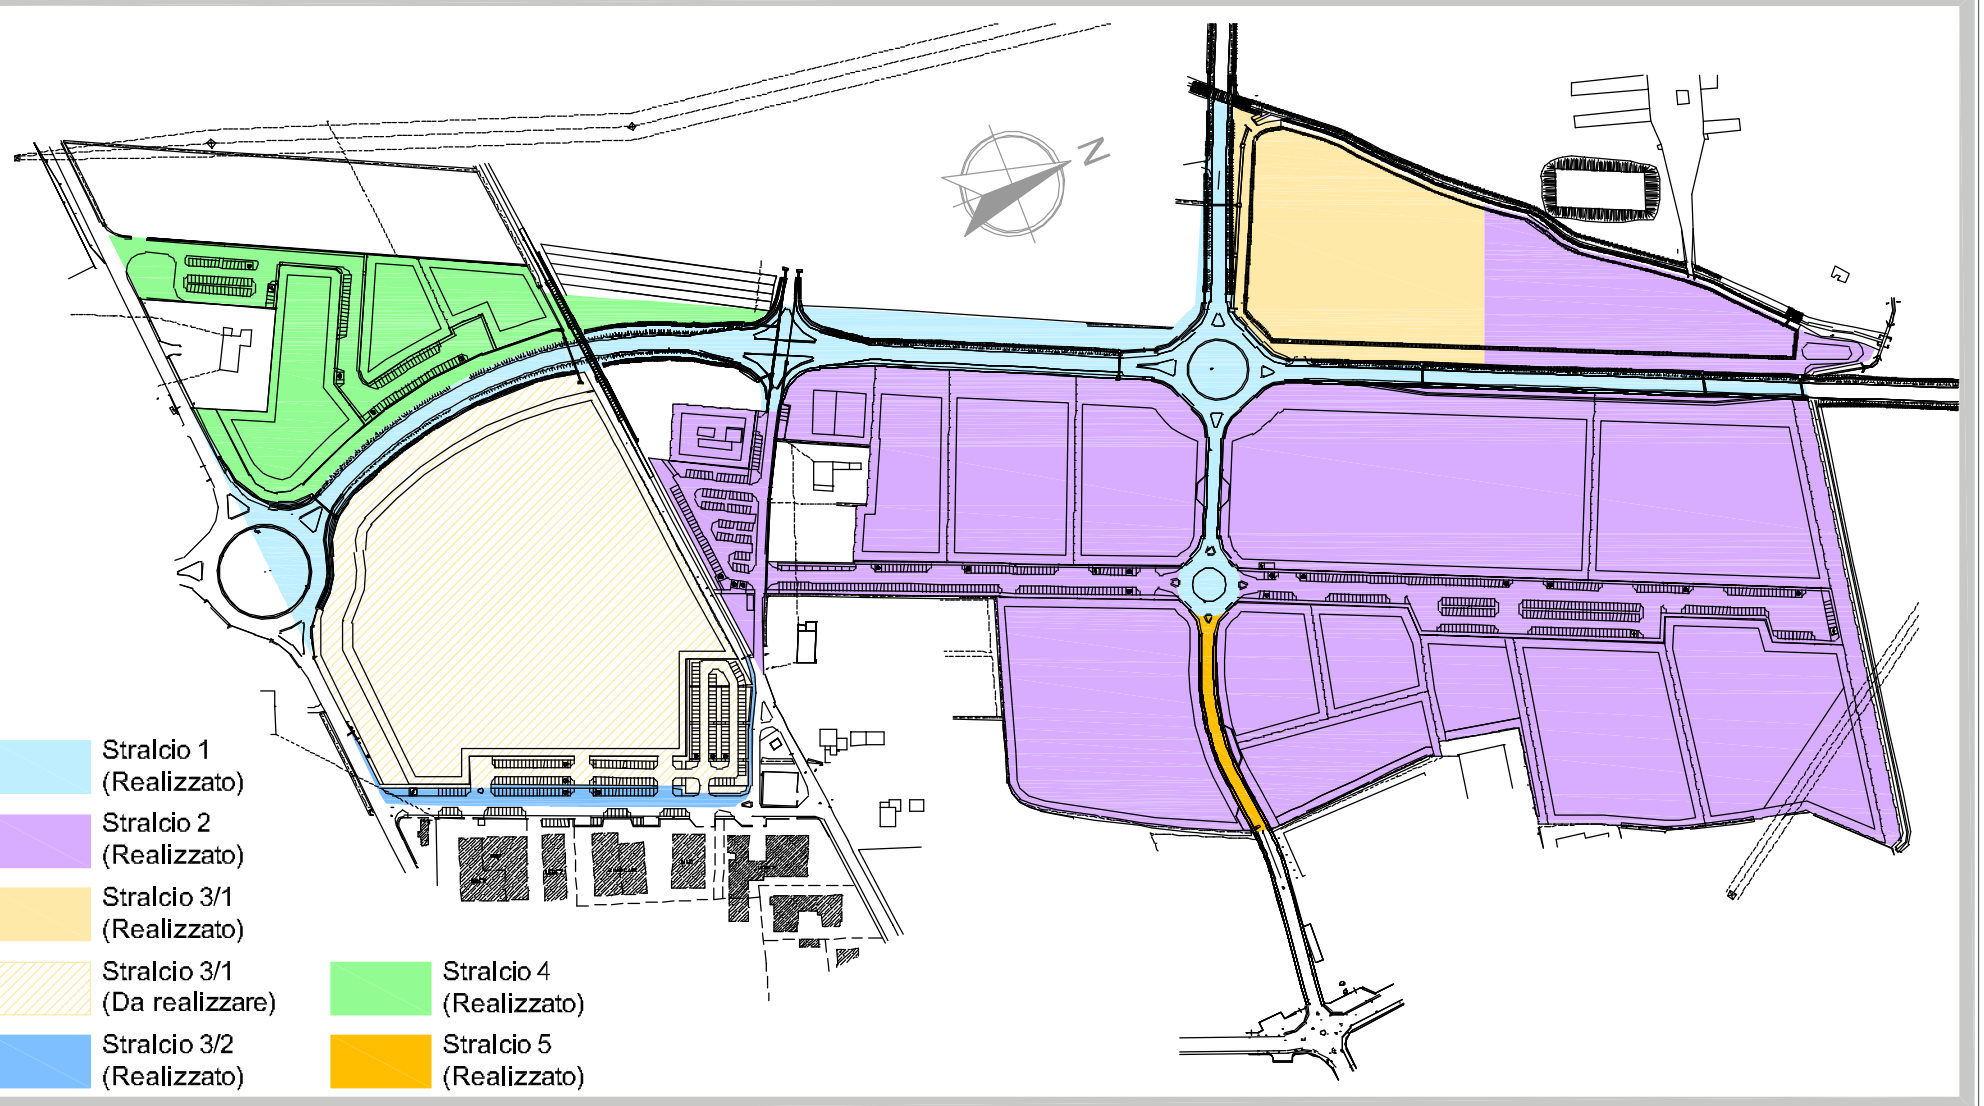 N
Stralcio 1
(Realizzato)
Stralcio 2
(Realizzato)
Stralcio 3/1
(Realizzato)
Stralcio 3/1
(Da realizzare)
Stralcio 3/2
(Realizzato)
Stralcio 4
(Realizzato)
Stralcio 5
(Realizzato)